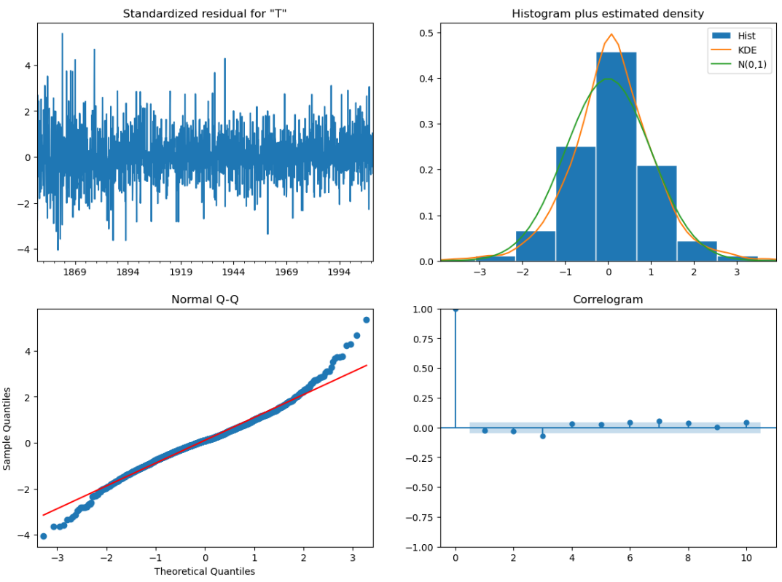 Standardized residual for "T"
4
2
0
−2
−4
1869 1894 1919 1944 1969 1994
Histogram plus estimated density
Hist
KDE
N(0,1)
0.5
0.4
0.3
0.2
0.1
0.0
−3 −2 −1 0 1 2 3
Normal Q-Q
Sample Quantiles
4
2
0
−2
−4
−3 −2 −1 0 1 2 3
Theoretical Quantiles
Correlogram
1.00
0.75
0.50
0.25
0.00
−0.25
−0.50
−0.75
−1.00
0 2 4 6 8 10